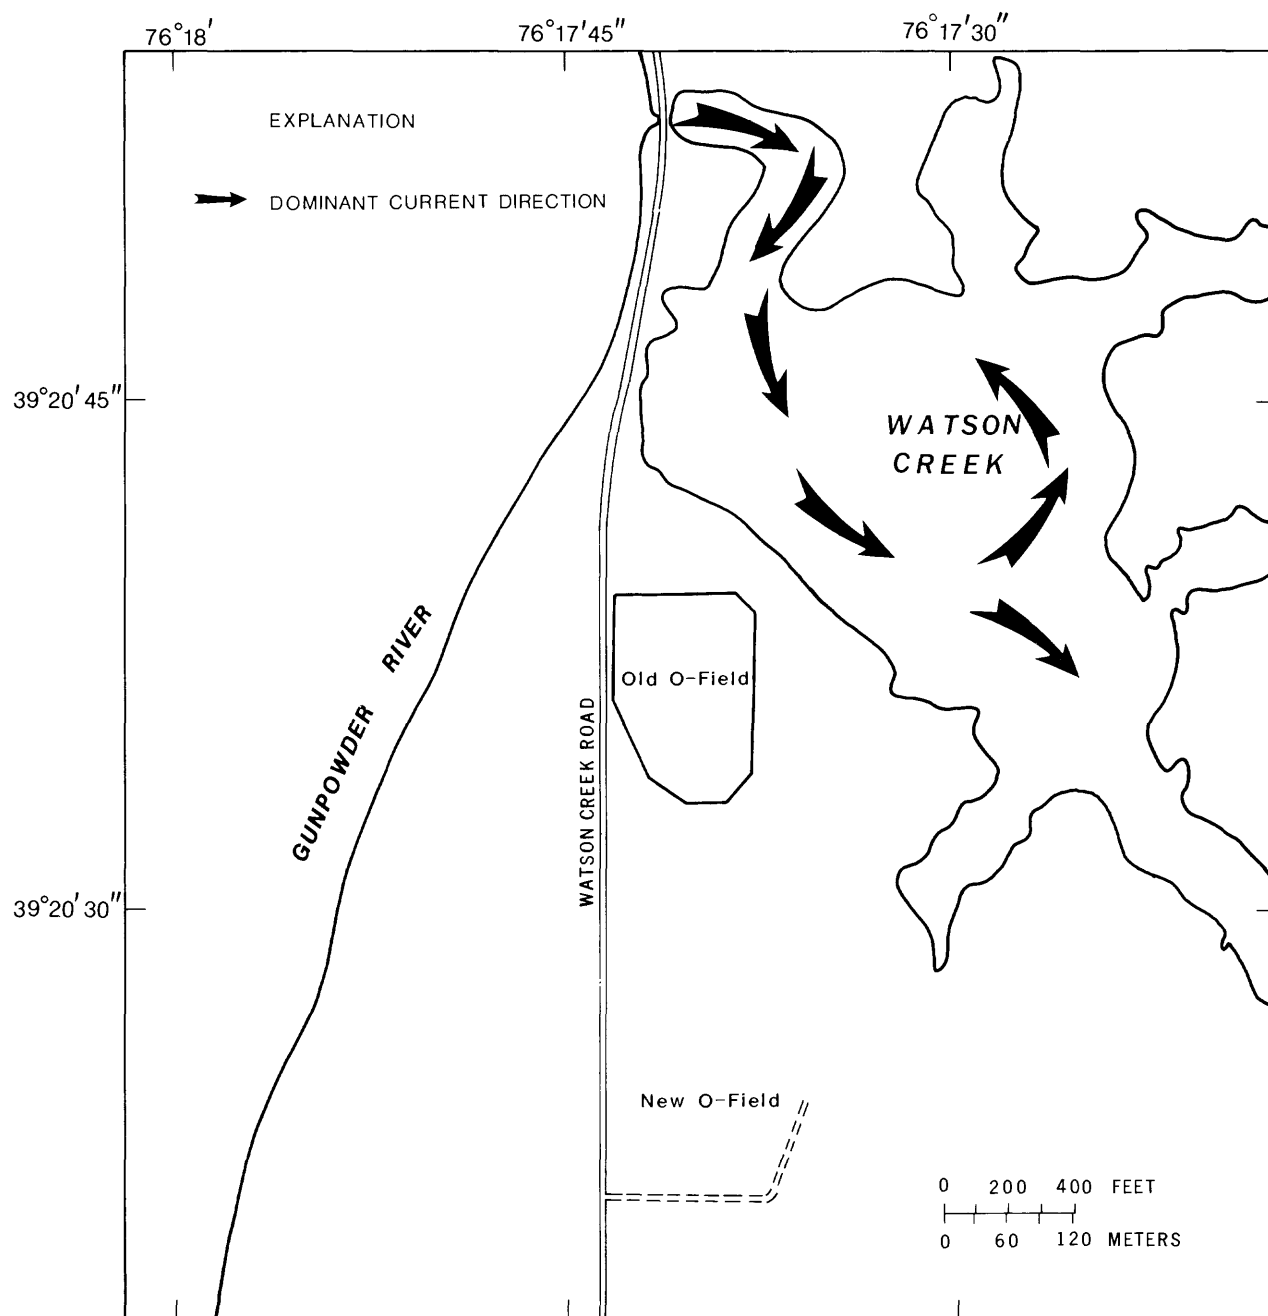 76°18'
76°17'45"
76°17'30"
EXPLANATION
DOMINANT CURRENT DIRECTION
39°20'45"
WATSON
CREEK
GUNPOWDER RIVER
Old O-Field
WATSON CREEK ROAD
39°20'30"
New O-Field
0 200 400 FEET
0 60 120 METERS